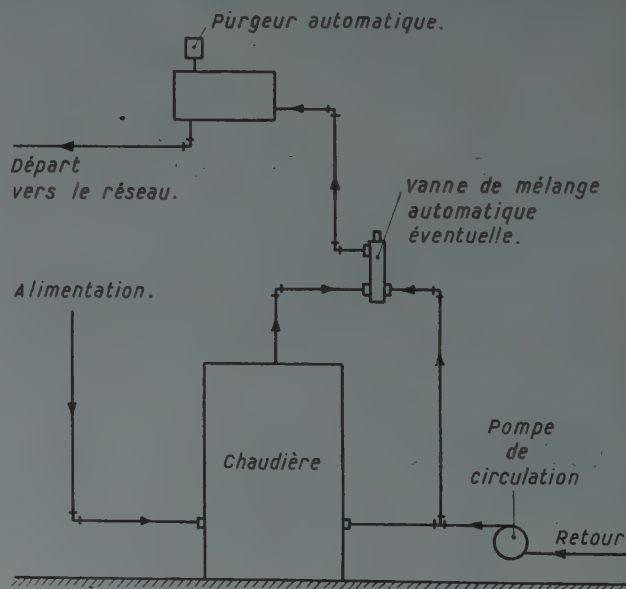 Purgeur automatique.
Départ
vers le réseau.
vanne de mélange
automatique
éventuelle.
Alimentation.
Chaudière
Pompe
de
circulation
Retour